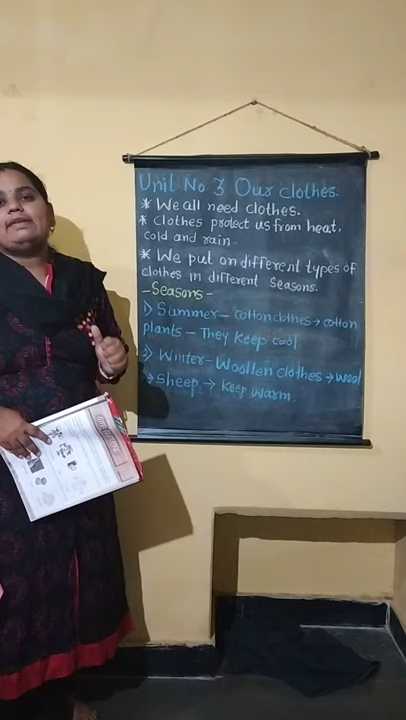 Unit No 3 Our clothes:
* We all need clothes.
* Clothes protect us from heat,
cold and rain.
* We put on different types of
clothes in different Seasons.
- Seasons -
1) Summer - cotton clothes → cotton
plants - They keep cool
2) Winter - Woollen clothes → wool
→ sheep → keep warm.